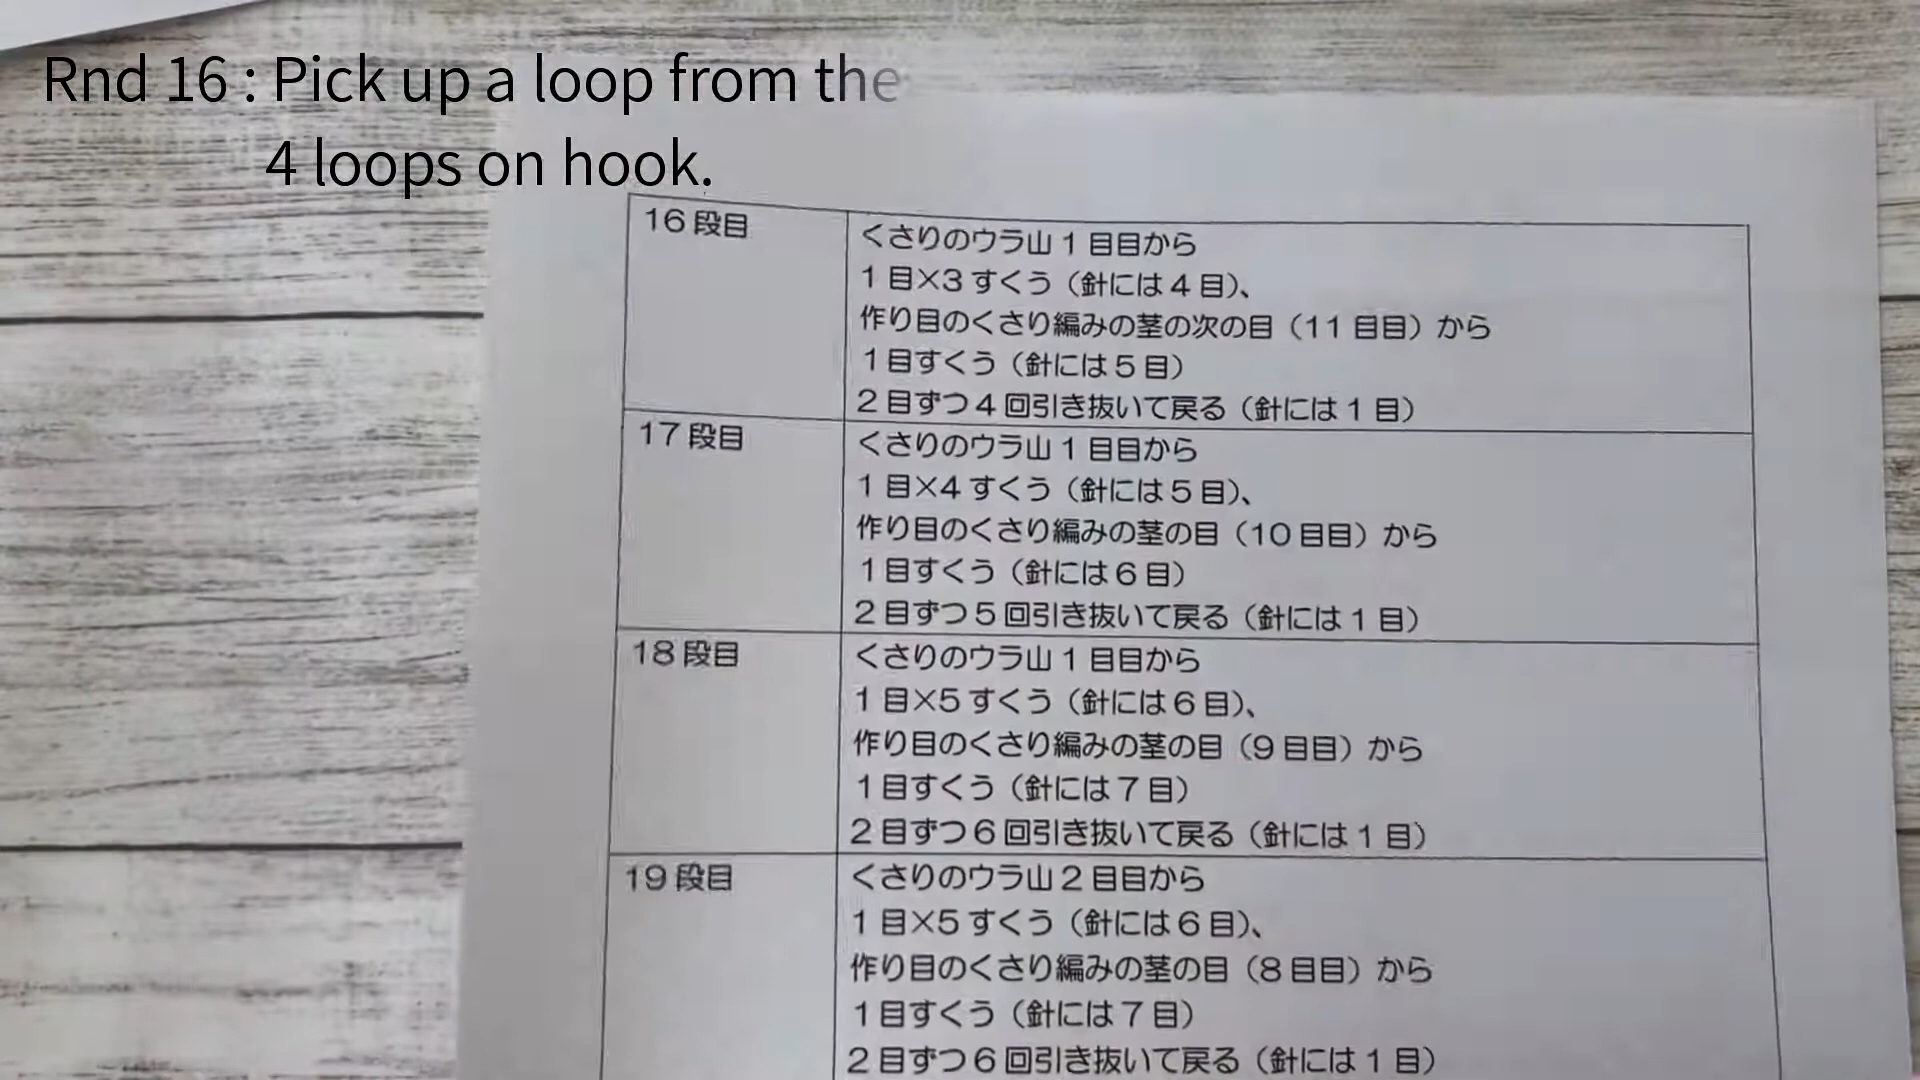 Rnd 16 : Pick up a loop from the
4 loops on hook.
16段目
くさりのウラ山1目目から
1目×3すくう（針には4目）、
作り目のくさり編みの茎の次の目（11目目）から
1目すくう（針には5目）
2目ずつ4回引き抜いて戻る（針には1目）
17段目
くさりのウラ山1目目から
1目×4すくう（針には5目）、
作り目のくさり編みの茎の目（10目目）から
1目すくう（針には6目）
2目ずつ5回引き抜いて戻る（針には1目）
18段目
くさりのウラ山1目目から
1目×5すくう（針には6目）、
作り目のくさり編みの茎の目（9目目）から
1目すくう（針には7目）
2目ずつ6回引き抜いて戻る（針には1目）
19段目
くさりのウラ山2目目から
1目×5すくう（針には6目）、
作り目のくさり編みの茎の目（8目目）から
1目すくう（針には7目）
2目ずつ6回引き抜いて戻る（針には1目）